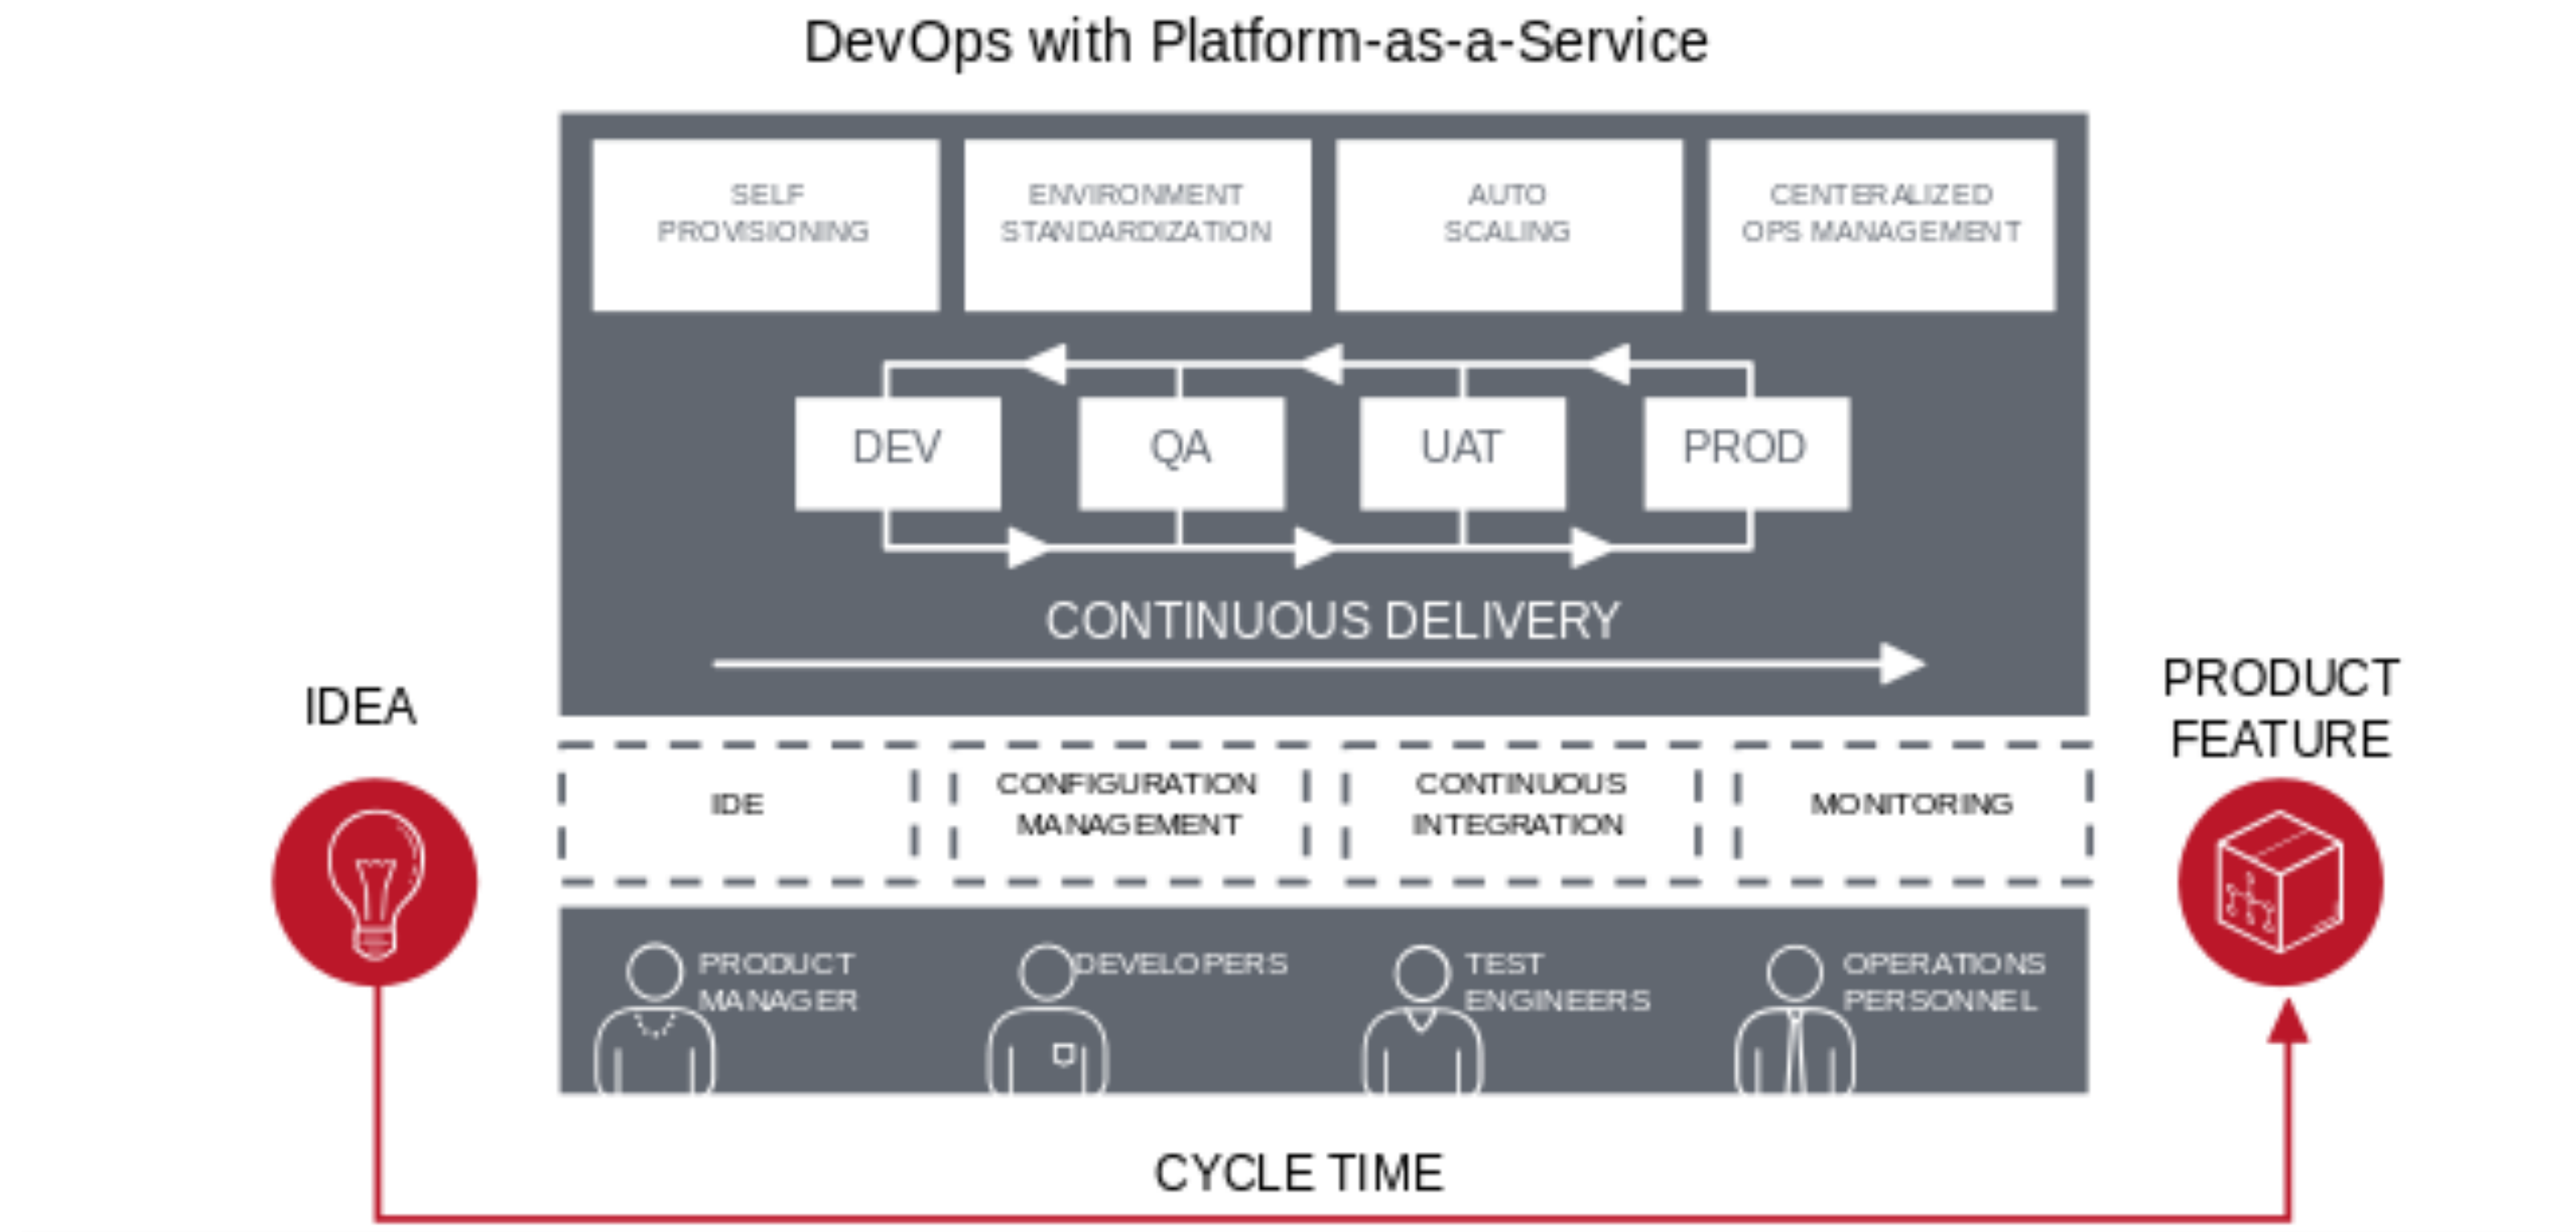 DevOps with Platform-as-a-Service
SELF
PROVISIONING
ENVIRONMENT
STANDARDIZATION
AUTO
SCALING
CENTERALIZED
OPS MANAGEMENT
DEV
QA
UAT
PROD
CONTINUOUS DELIVERY
IDEA
PRODUCT
FEATURE
IDE
CONFIGURATION
MANAGEMENT
CONTINUOUS
INTEGRATION
MONITORING
PRODUCT
MANAGER
DEVELOPERS
TEST
ENGINEERS
OPERATIONS
PERSONNEL
CYCLE TIME